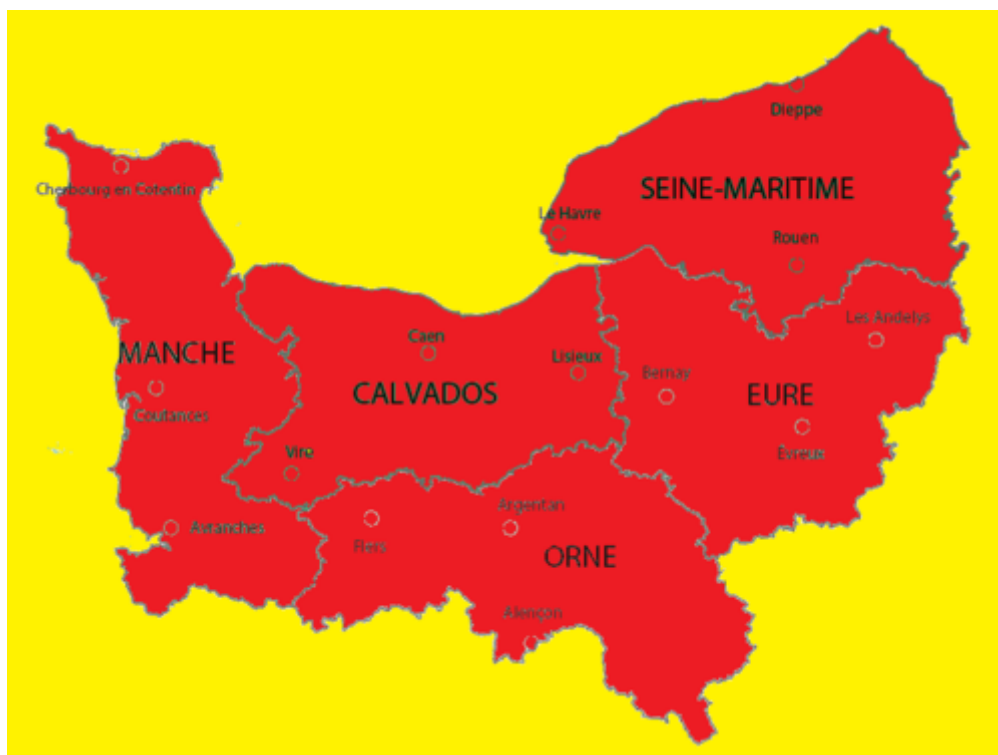 Dieppe
Cherbourg en Cotentin
SEINE-MARITIME
Le Havre
Rouen
Les Andelys
Caen
MANCHE
Lisieux
Bernay
CALVADOS
EURE
Coutances
Vire
Evreux
Argentan
Avranches
Flers
ORNE
Alençon